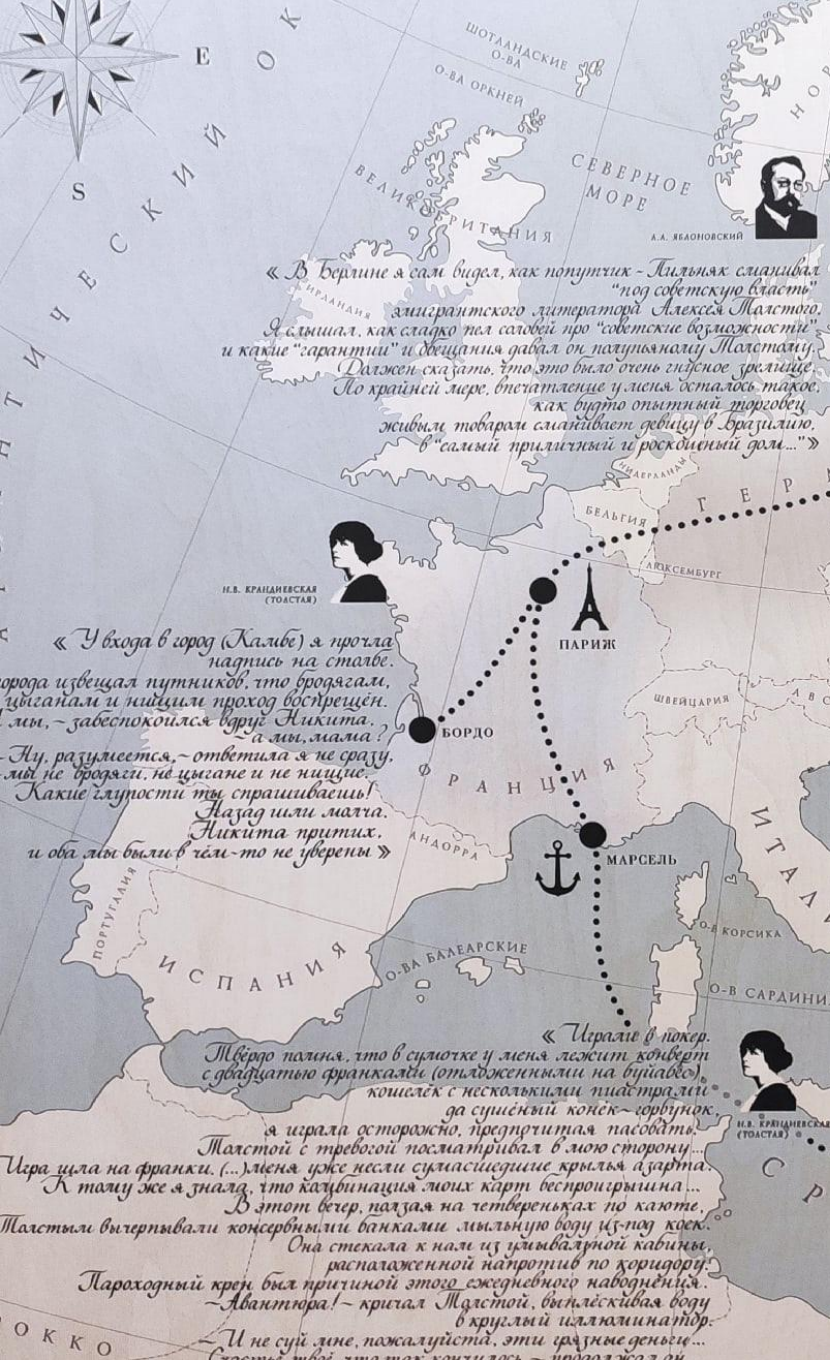 E
S
ШОТЛАНДСКИЕ
О-ВА
О-ВА ОРКНЕЙ
СЕВЕРНОЕ
МОРЕ
ВЕЛИКОБРИТАНИЯ
ИРЛАНДИЯ
А.А. ЯБЛОНОВСКИЙ
« В Берлине я сам видел, как попутчик - Пильняк сманивал
"под советскую власть"
эмигрантского литератора Алексея Толстого.
Я слышал, как сладко пел соловей про "советские возможности"
и какие "гарантии" и обещания давал он полупьяному Толстому.
Должен сказать, что это было очень гнусное зрелище.
По крайней мере, впечатление у меня осталось такое,
как будто опытный торговец
живым товаром сманивает девицу в Бразилию,
в "самый приличный и роскошный дом..."»
НИДЕРЛАНДЫ
БЕЛЬГИЯ
ГЕР
ЛЮКСЕМБУРГ
Н.В. КРАНДИЕВСКАЯ
(ТОЛСТАЯ)
ПАРИЖ
« У входа в город (Камбе) я прочла
надпись на столбе.
города извещал путников, что бродягам,
цыганам и нищим проход воспрещён.
мы, - забеспокоился вдруг Никита.
- а мы, мама?
- Ну, разумеется, - ответила я не сразу,
- мы не бродяги, не цыгане и не нищие.
Какие глупости ты спрашиваешь!
Назад шли молча.
Никита притих,
и оба мы были в чём-то не уверены »
ШВЕЙЦАРИЯ
АВС
БОРДО
ФРАНЦИЯ
АНДОРРА
МАРСЕЛЬ
ИТАЛИ
О-В КОРСИКА
ПОРТУГАЛИЯ
ИСПАНИЯ
О-ВА БАЛЕАРСКИЕ
О-В САРДИНИ
« Играли в покер.
Твёрдо помня, что в сумочке у меня лежит конверт
с двадцатью франками (отложенными на буйабес),
кошелёк с несколькими пиастрами
да сушёный конёк - горбунок,
я играла осторожно, предпочитая пасовать.
Толстой с тревогой посматривал в мою сторону...
Игра шла на франки, (...) меня уже несли сумасшедшие крылья азарта.
К тому же я знала, что комбинация моих карт беспроигрышна...
В этот вечер, ползая на четвереньках по каюте,
Толстым вычерпывали консервными банками мыльную воду из-под коек.
Она стекала к нам из умывальной кабины,
расположенной напротив по коридору.
Пароходный крен был причиной этого ежедневного наводнения.
- Авантюра! - кричал Толстой, выплёскивая воду
в круглый иллюминатор.
- И не суй мне, пожалуйста, эти грязные деньги...
Н.В. КРАНДИЕВСКАЯ
(ТОЛСТАЯ)
СР
ОККО